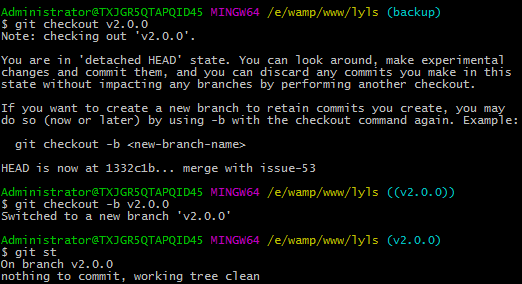 Administrator@TXJGR5QTAPQID45 MINGW64 /e/wamp/www/lyls (backup)
$ git checkout v2.0.0
Note: checking out 'v2.0.0'.

You are in 'detached HEAD' state. You can look around, make experimental
changes and commit them, and you can discard any commits you make in this
state without impacting any branches by performing another checkout.

If you want to create a new branch to retain commits you create, you may
do so (now or later) by using -b with the checkout command again. Example:

  git checkout -b <new-branch-name>

HEAD is now at 1332c1b... merge with issue-53

Administrator@TXJGR5QTAPQID45 MINGW64 /e/wamp/www/lyls ((v2.0.0))
$ git checkout -b v2.0.0
Switched to a new branch 'v2.0.0'

Administrator@TXJGR5QTAPQID45 MINGW64 /e/wamp/www/lyls (v2.0.0)
$ git st
On branch v2.0.0
nothing to commit, working tree clean